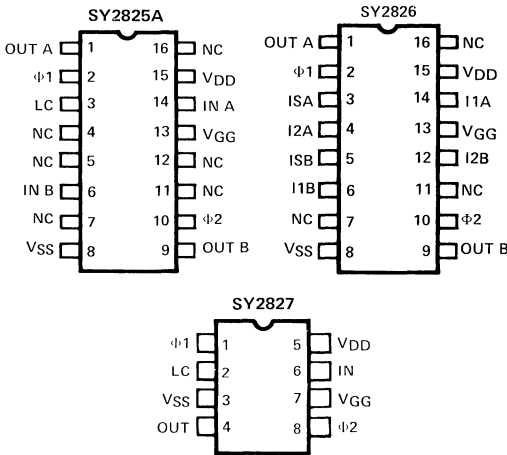 SY2825A
OUT A 1 16 NC
Φ1 2 15 VDD
LC 3 14 IN A
NC 4 13 VGG
NC 5 12 NC
IN B 6 11 NC
NC 7 10 Φ2
VSS 8 9 OUT B
SY2826
OUT A 1 16 NC
Φ1 2 15 VDD
ISA 3 14 I1A
I2A 4 13 VGG
ISB 5 12 I2B
I1B 6 11 NC
NC 7 10 Φ2
VSS 8 9 OUT B
SY2827
Φ1 1 5 VDD
LC 2 6 IN
VSS 3 7 VGG
OUT 4 8 Φ2